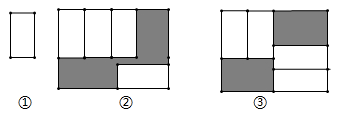 ① ② ③